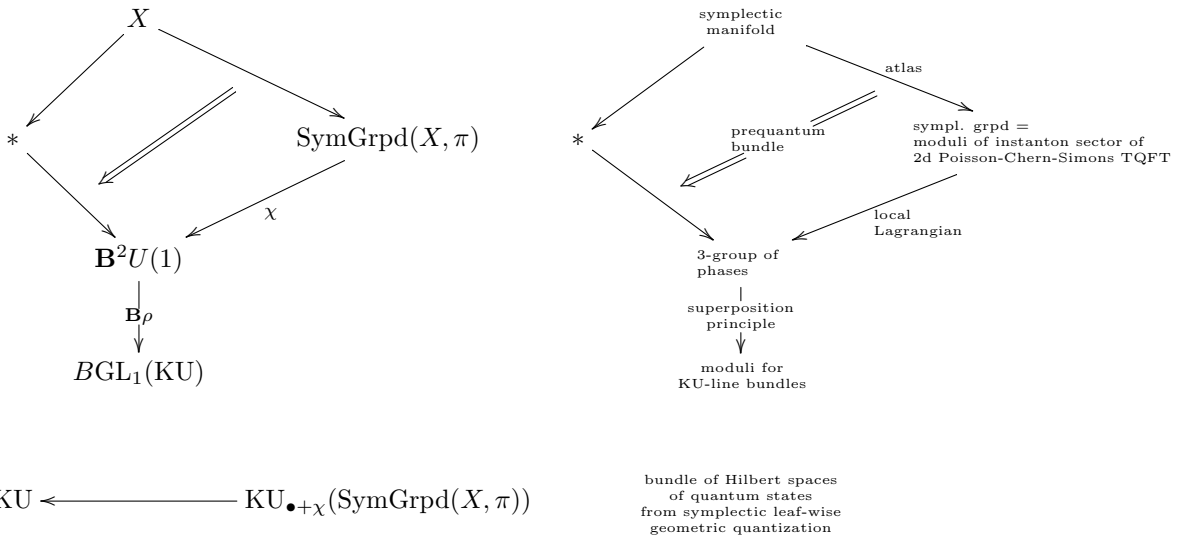 X
symplectic
manifold
atlas
*
SymGrpd(X, π)
*
prequantum
bundle
sympl. grpd =
moduli of instanton sector of
2d Poisson-Chern-Simons TQFT
χ
local
Lagrangian
𝐁²U(1)
3-group of
phases
𝐁ρ
superposition
principle
BGL₁(KU)
moduli for
KU-line bundles
KU
KU•+χ(SymGrpd(X, π))
bundle of Hilbert spaces
of quantum states
from symplectic leaf-wise
geometric quantization